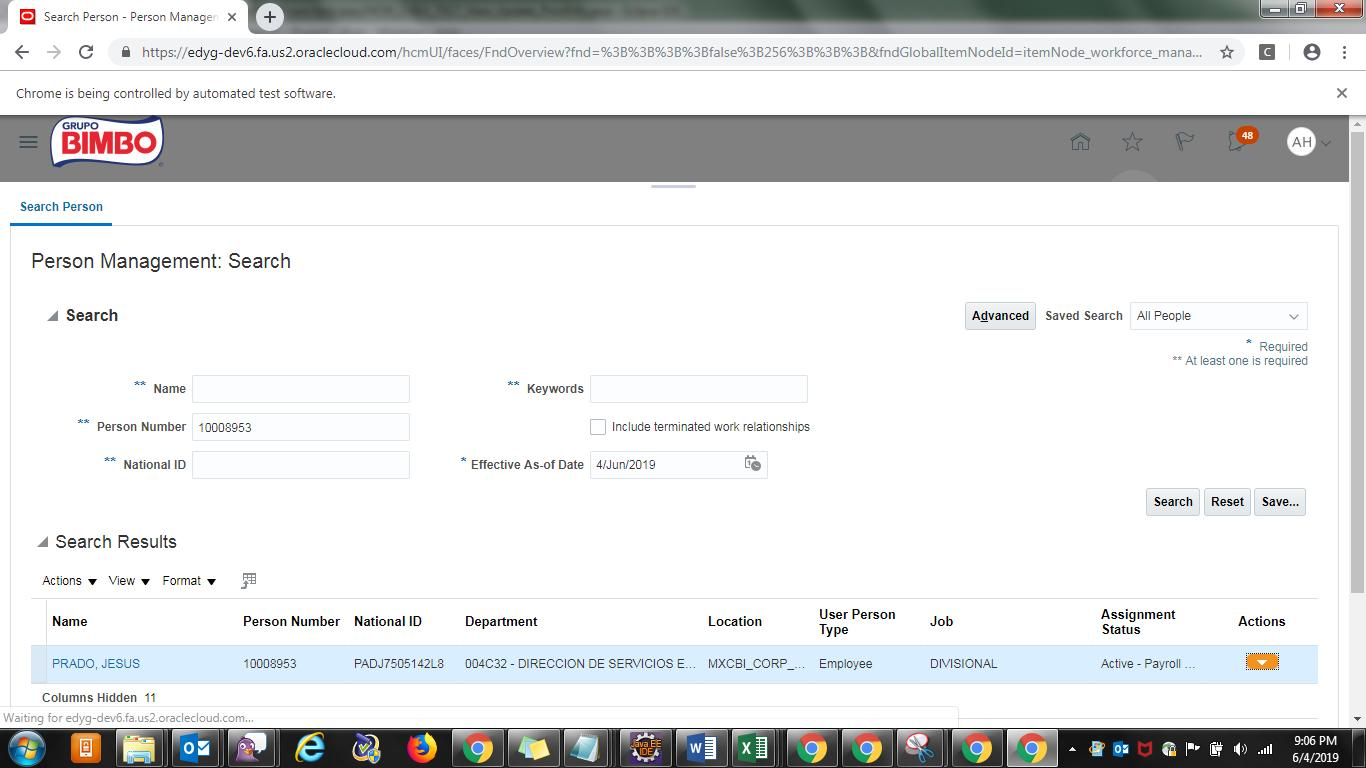 Search Person - Person Managen
https://edyg-dev6.fa.us2.oraclecloud.com/hcmUI/faces/FndOverview?fnd=%3B%3B%3B%3Bfalse%3B256%3B%3B%3B&fndGlobalItemNodeId=itemNode_workforce_mana...
C
Chrome is being controlled by automated test software.
GRUPO
BIMBO
48
AH
Search Person
Person Management: Search
Search
Advanced
Saved Search
All People
* Required
** At least one is required
** Name
** Keywords
** Person Number
10008953
Include terminated work relationships
** National ID
* Effective As-of Date
4/Jun/2019
Search
Reset
Save...
Search Results
Actions
View
Format
Name
Person Number
National ID
Department
Location
User Person Type
Job
Assignment Status
Actions
PRADO, JESUS
10008953
PADJ7505142L8
004C32 - DIRECCION DE SERVICIOS E...
MXCBI_CORP_...
Employee
DIVISIONAL
Active - Payroll ...
Columns Hidden 11
Waiting for edyg-dev6.fa.us2.oraclecloud.com...
Java EE
IDE
9:06 PM
6/4/2019